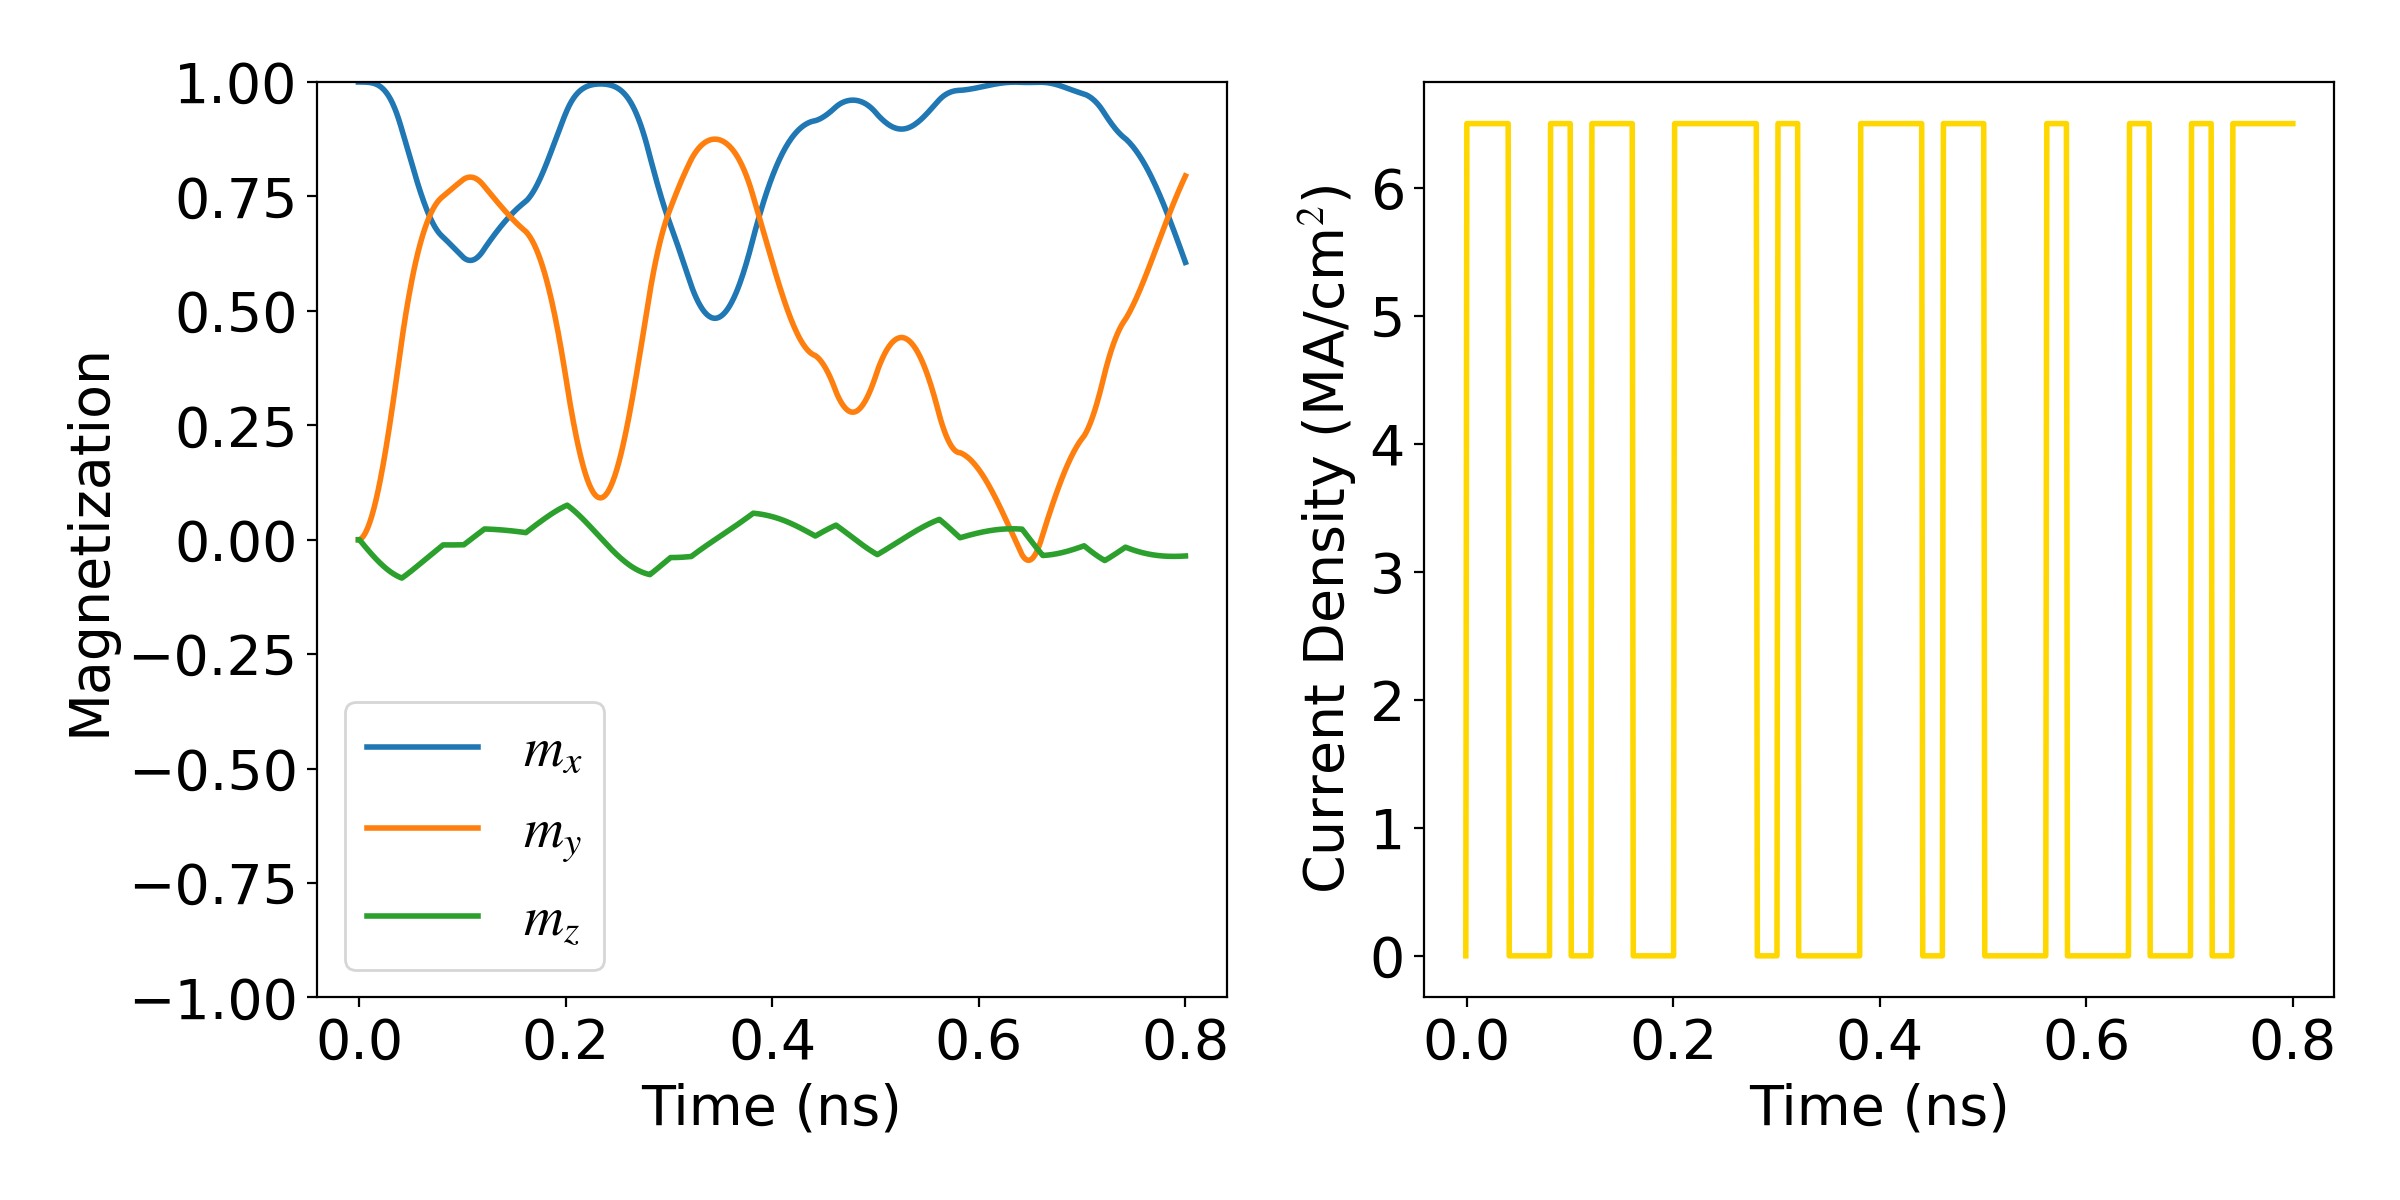 Magnetization
1.00
0.75
0.50
0.25
0.00
−0.25
−0.50
−0.75
−1.00
m_x
m_y
m_z
0.0 0.2 0.4 0.6 0.8
Time (ns)
Current Density (MA/cm²)
6
5
4
3
2
1
0
0.0 0.2 0.4 0.6 0.8
Time (ns)